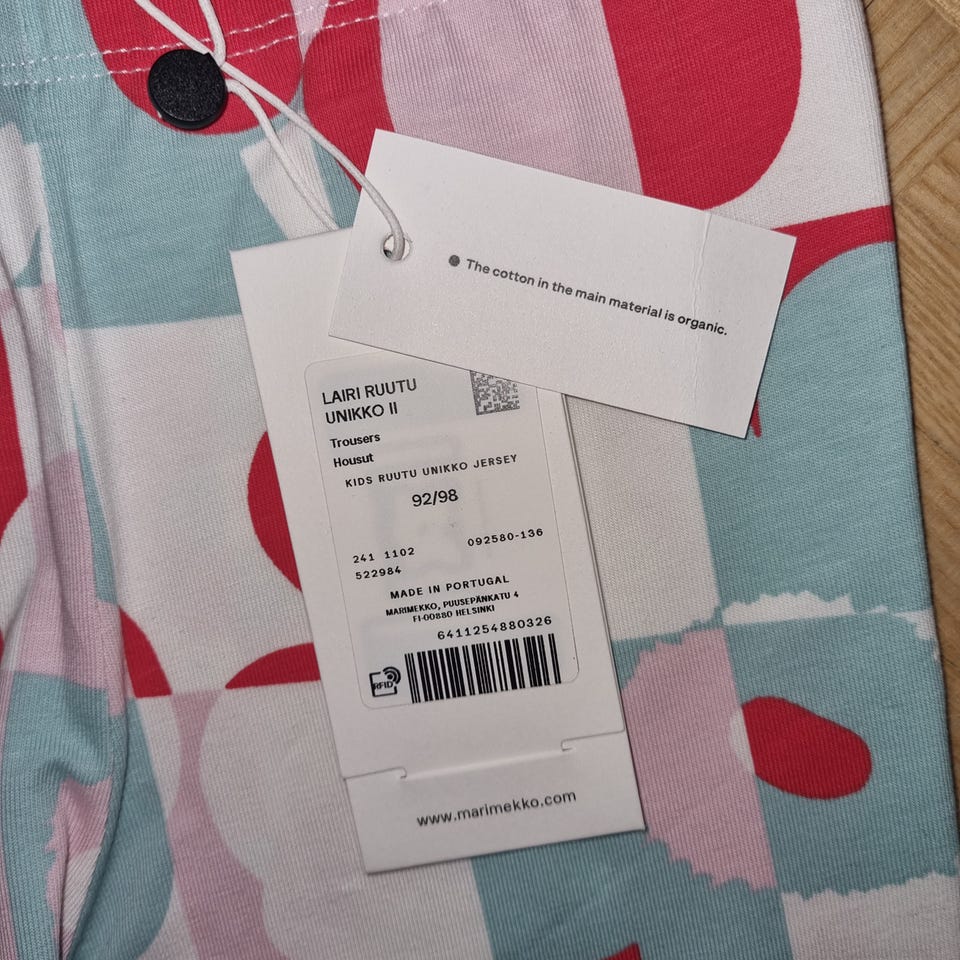 ● The cotton in the main material is organic.
LAIRI RUUTU
UNIKKO II
Trousers
Housut
KIDS RUUTU UNIKKO JERSEY
92/98
241 1102 092580-136
522984
MADE IN PORTUGAL
MARIMEKKO, PUUSEPÄNKATU 4
FI-00880 HELSINKI
6411254880326
RFID
www.marimekko.com